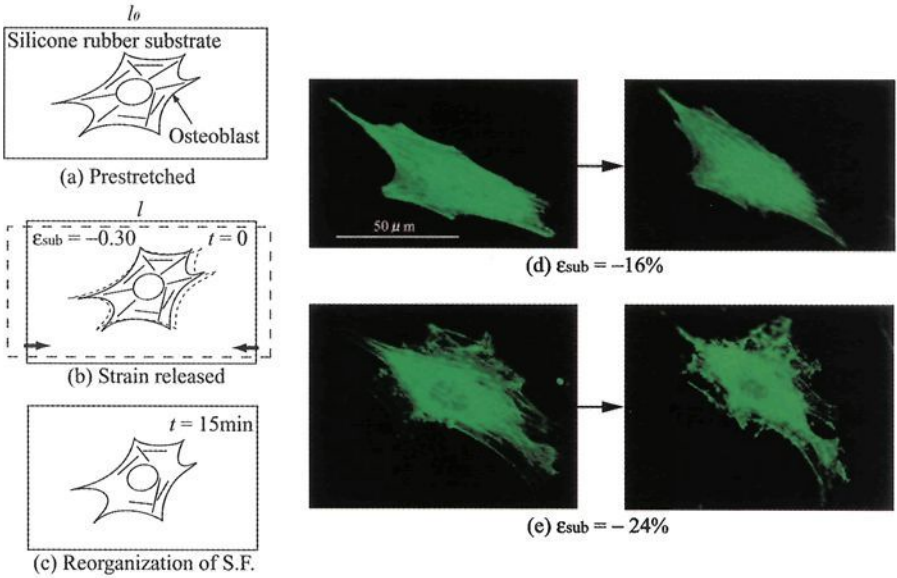 l₀
Silicone rubber substrate
Osteoblast
(a) Prestretched
l
εsub = –0.30
t = 0
(b) Strain released
t = 15min
(c) Reorganization of S.F.
50 μm
(d) εsub = –16%
(e) εsub = – 24%